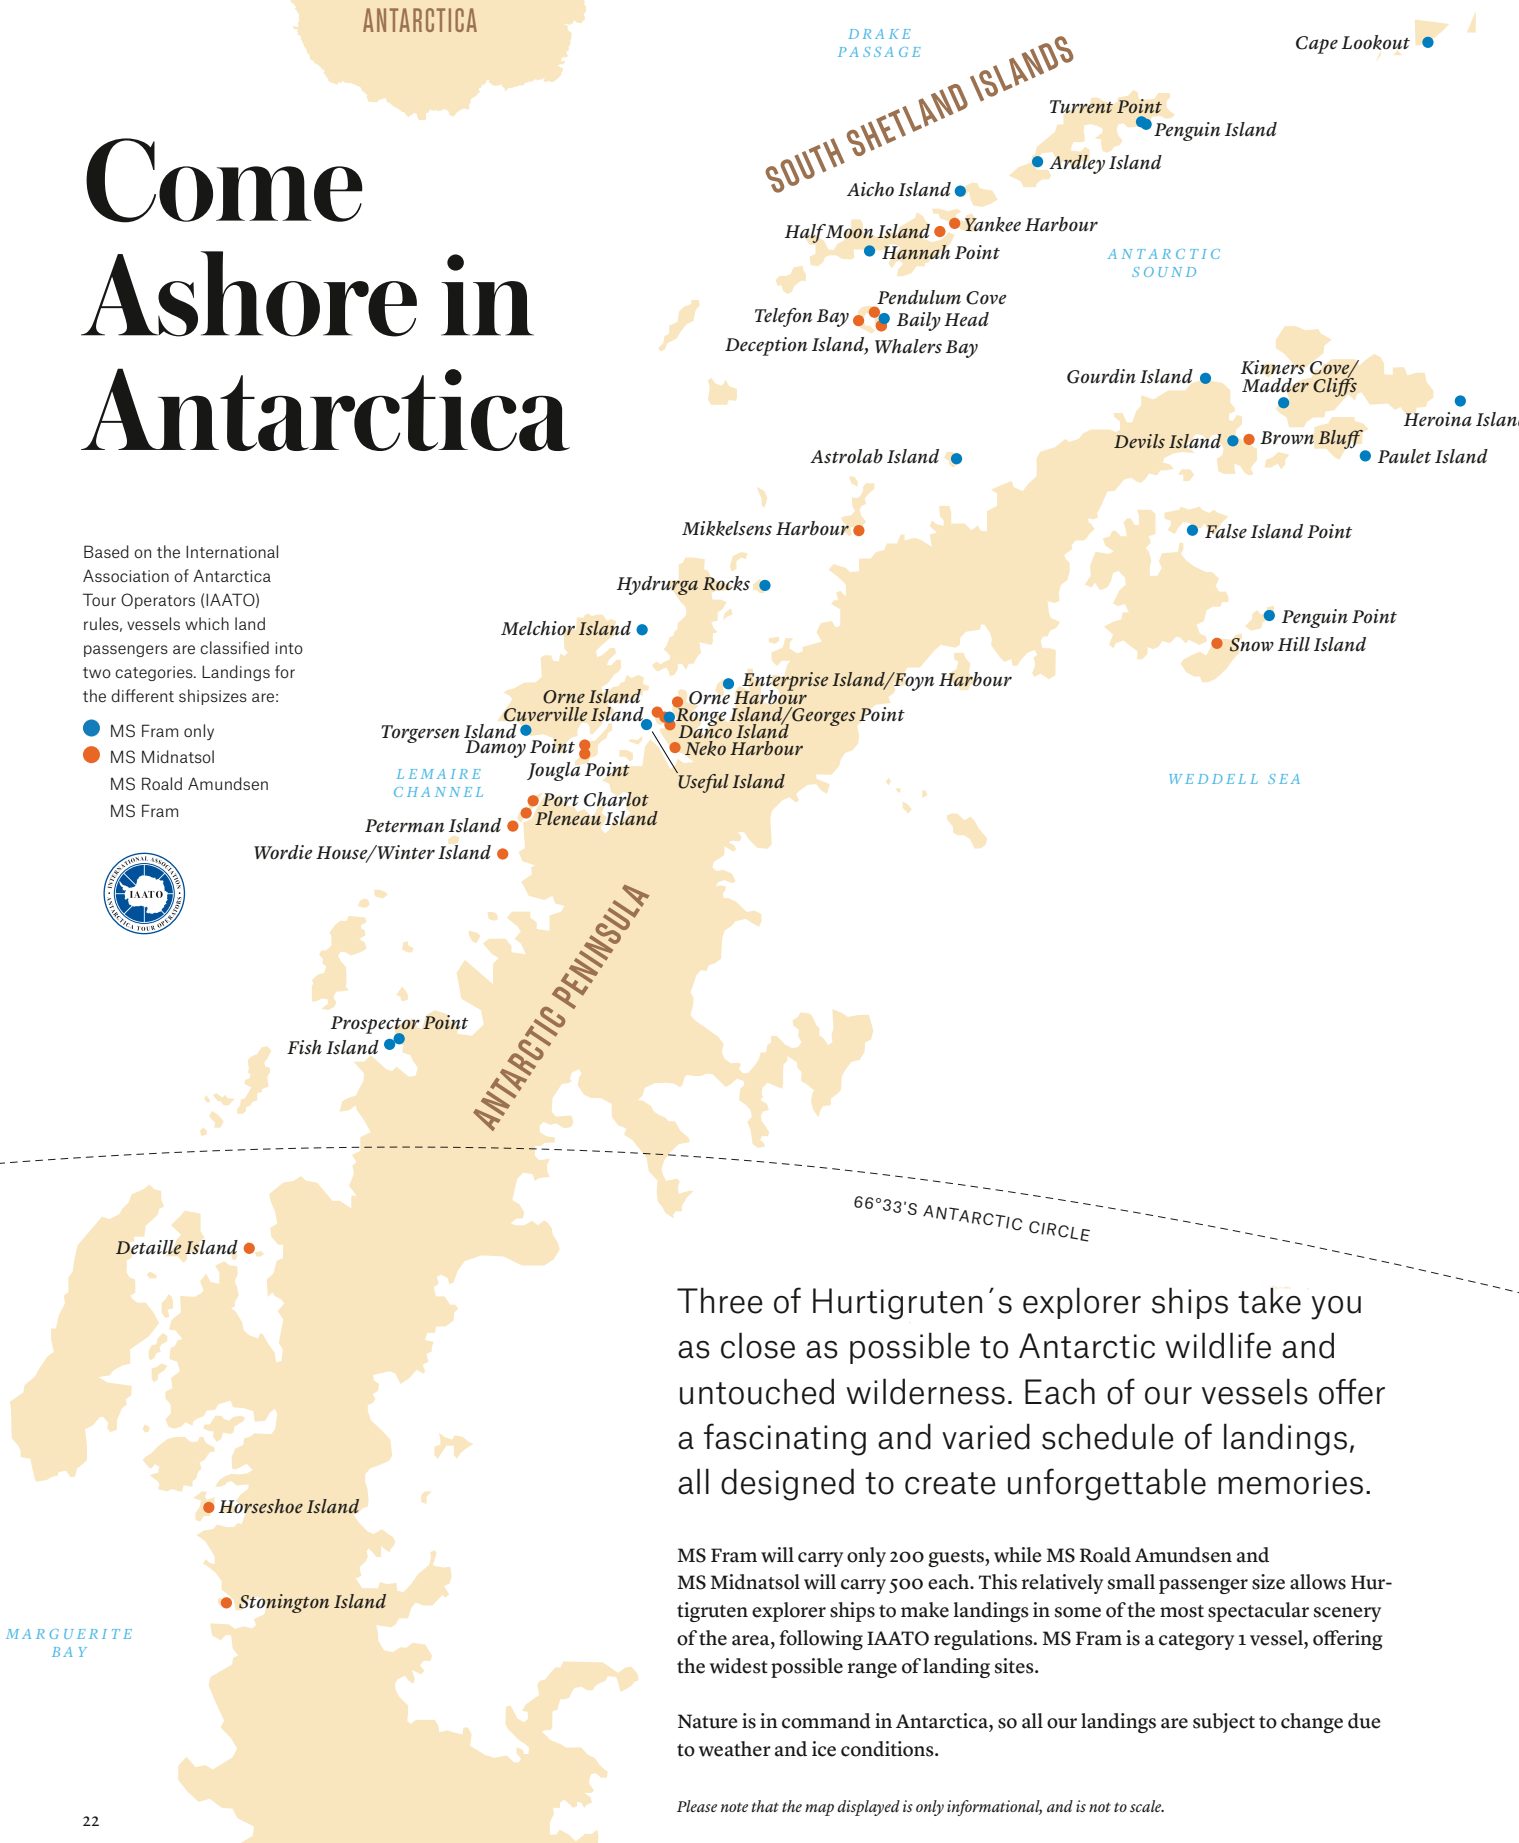 ANTARCTICA
DRAKE
PASSAGE
SOUTH SHETLAND ISLANDS
Cape Lookout
Turrent Point
Penguin Island
Ardley Island
Aicho Island
Yankee Harbour
Half Moon Island
Hannah Point
ANTARCTIC
SOUND
Come
Ashore in
Antarctica
Pendulum Cove
Telefon Bay
Baily Head
Deception Island, Whalers Bay
Gourdin Island
Kinners Cove/
Madder Cliffs
Heroina Islan
Devils Island
Brown Bluff
Paulet Island
Astrolab Island
Mikkelsens Harbour
False Island Point
Hydrurga Rocks
Penguin Point
Snow Hill Island
Melchior Island
Enterprise Island/Foyn Harbour
Orne Island
Orne Harbour
Cuverville Island
Ronge Island/Georges Point
Torgersen Island
Danco Island
Damoy Point
Neko Harbour
Jougla Point
Useful Island
LEMAIRE
CHANNEL
WEDDELL SEA
Port Charlot
Pleneau Island
Peterman Island
Wordie House/Winter Island
Based on the International
Association of Antarctica
Tour Operators (IAATO)
rules, vessels which land
passengers are classified into
two categories. Landings for
the different shipsizes are:
MS Fram only
MS Midnatsol
MS Roald Amundsen
MS Fram
INTERNATIONAL ASSOCIATION
IAATO
ANTARCTICA TOUR OPERATORS
ANTARCTIC PENINSULA
Prospector Point
Fish Island
66°33'S ANTARCTIC CIRCLE
Detaille Island
Horseshoe Island
Stonington Island
MARGUERITE
BAY
Three of Hurtigruten´s explorer ships take you
as close as possible to Antarctic wildlife and
untouched wilderness. Each of our vessels offer
a fascinating and varied schedule of landings,
all designed to create unforgettable memories.
MS Fram will carry only 200 guests, while MS Roald Amundsen and
MS Midnatsol will carry 500 each. This relatively small passenger size allows Hur-
tigruten explorer ships to make landings in some of the most spectacular scenery
of the area, following IAATO regulations. MS Fram is a category 1 vessel, offering
the widest possible range of landing sites.
Nature is in command in Antarctica, so all our landings are subject to change due
to weather and ice conditions.
Please note that the map displayed is only informational, and is not to scale.
22